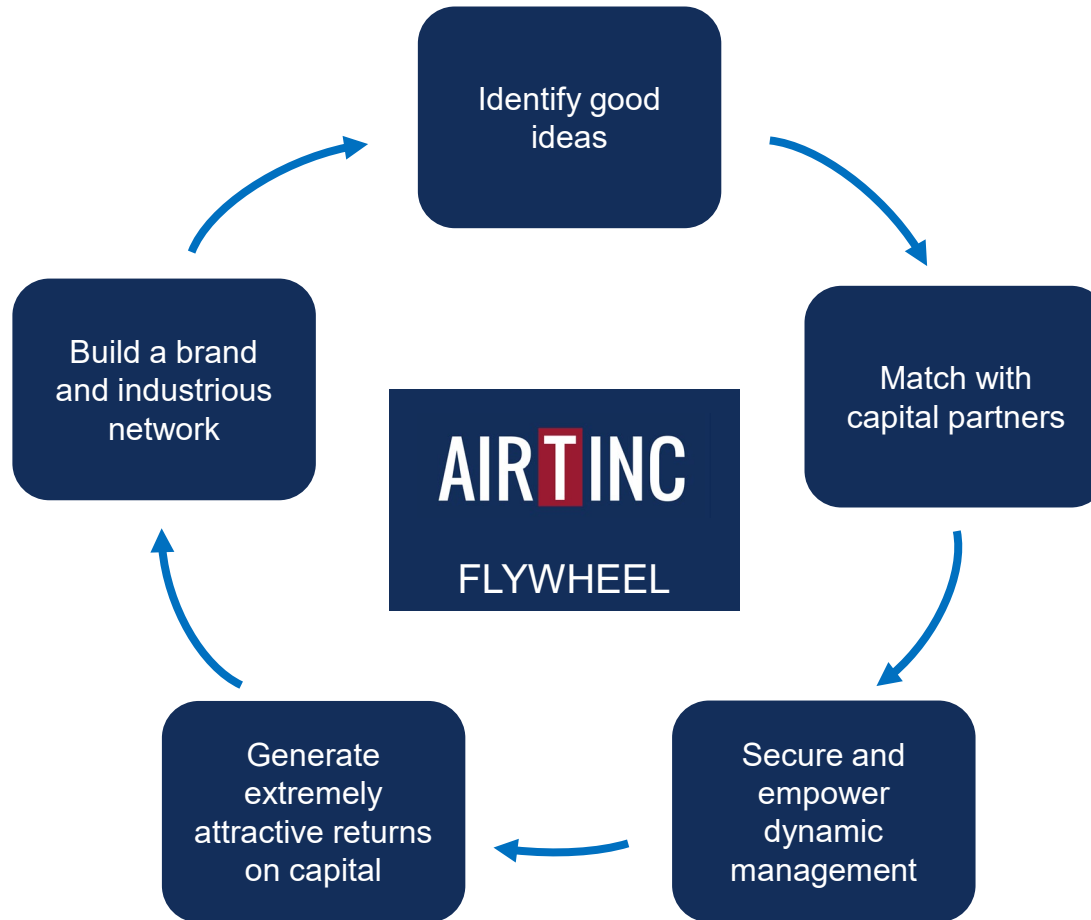 Identify good
ideas
Match with
capital partners
Secure and
empower
dynamic
management
Generate
extremely
attractive returns
on capital
Build a brand
and industrious
network
AIRTINC
FLYWHEEL